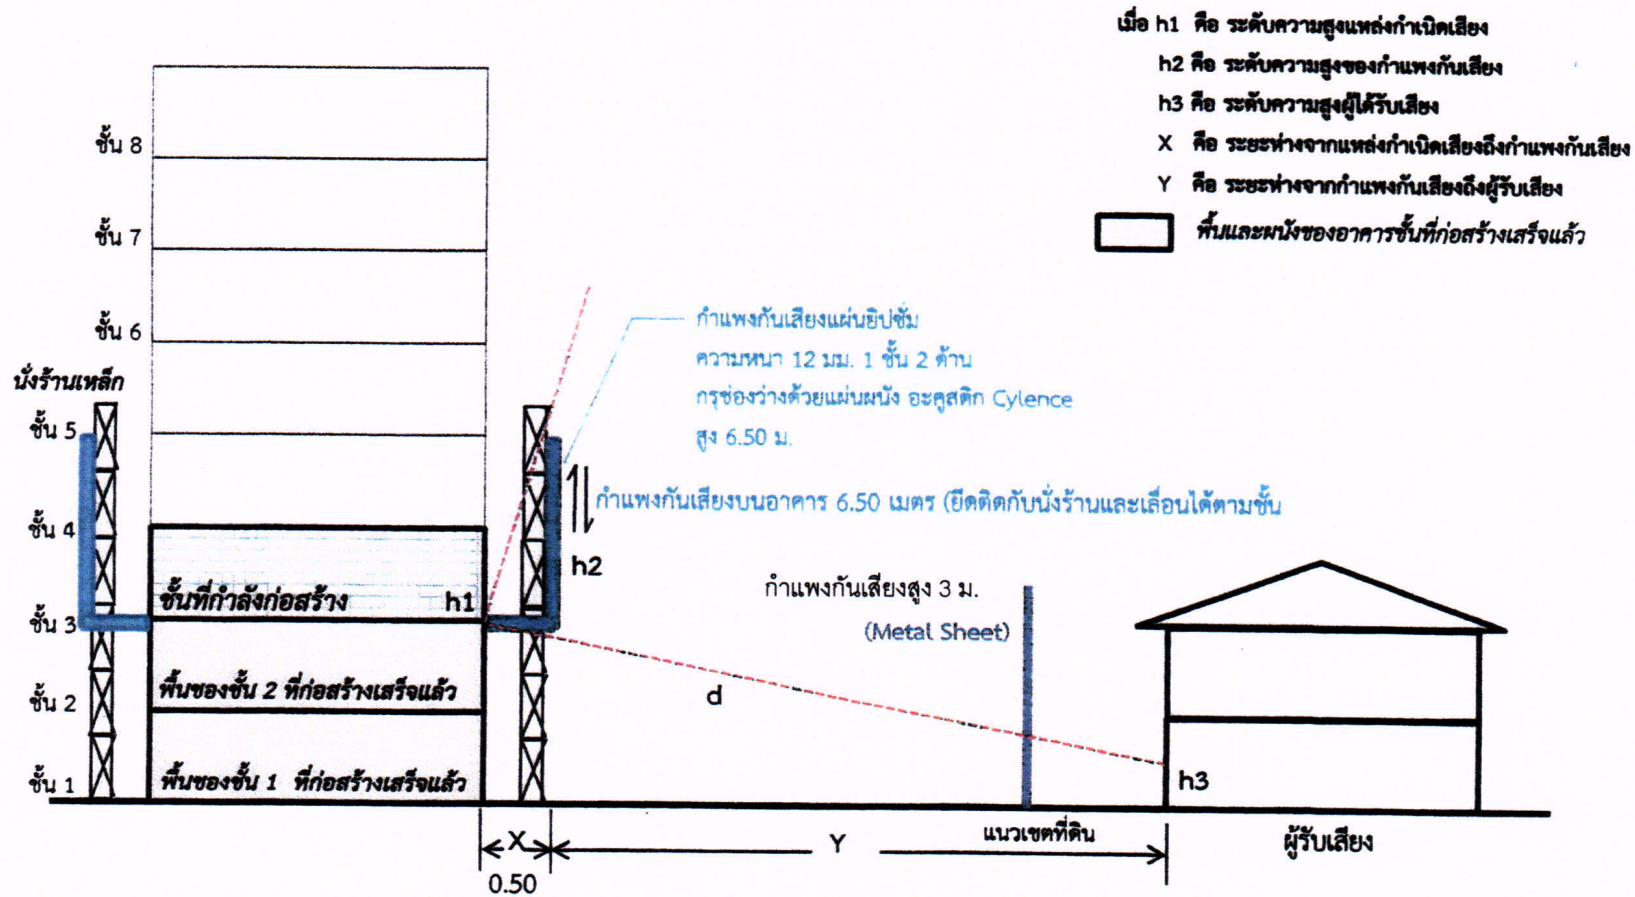 เมื่อ h1 คือ ระดับความสูงแหล่งกำเนิดเสียง
h2 คือ ระดับความสูงของกำแพงกันเสียง
h3 คือ ระดับความสูงผู้ได้รับเสียง
X คือ ระยะห่างจากแหล่งกำเนิดเสียงถึงกำแพงกันเสียง
Y คือ ระยะห่างจากกำแพงกันเสียงถึงผู้รับเสียง
พื้นและผนังของอาคารชั้นที่ก่อสร้างเสร็จแล้ว
ชั้น 8
ชั้น 7
ชั้น 6
นั่งร้านเหล็ก
ชั้น 5
ชั้น 4
ชั้น 3
ชั้น 2
ชั้น 1
กำแพงกันเสียงแผ่นยิปซั่ม
ความหนา 12 มม. 1 ชั้น 2 ด้าน
กรุช่องว่างด้วยแผ่นผนัง อะคูสติก Cylence
สูง 6.50 ม.
กำแพงกันเสียงบนอาคาร 6.50 เมตร (ยึดติดกับนั่งร้านและเลื่อนได้ตามชั้น
h2
กำแพงกันเสียงสูง 3 ม.
(Metal Sheet)
ชั้นที่กำลังก่อสร้าง h1
พื้นของชั้น 2 ที่ก่อสร้างเสร็จแล้ว
d
พื้นของชั้น 1 ที่ก่อสร้างเสร็จแล้ว
h3
X
0.50
Y
แนวเขตที่ดิน
ผู้รับเสียง